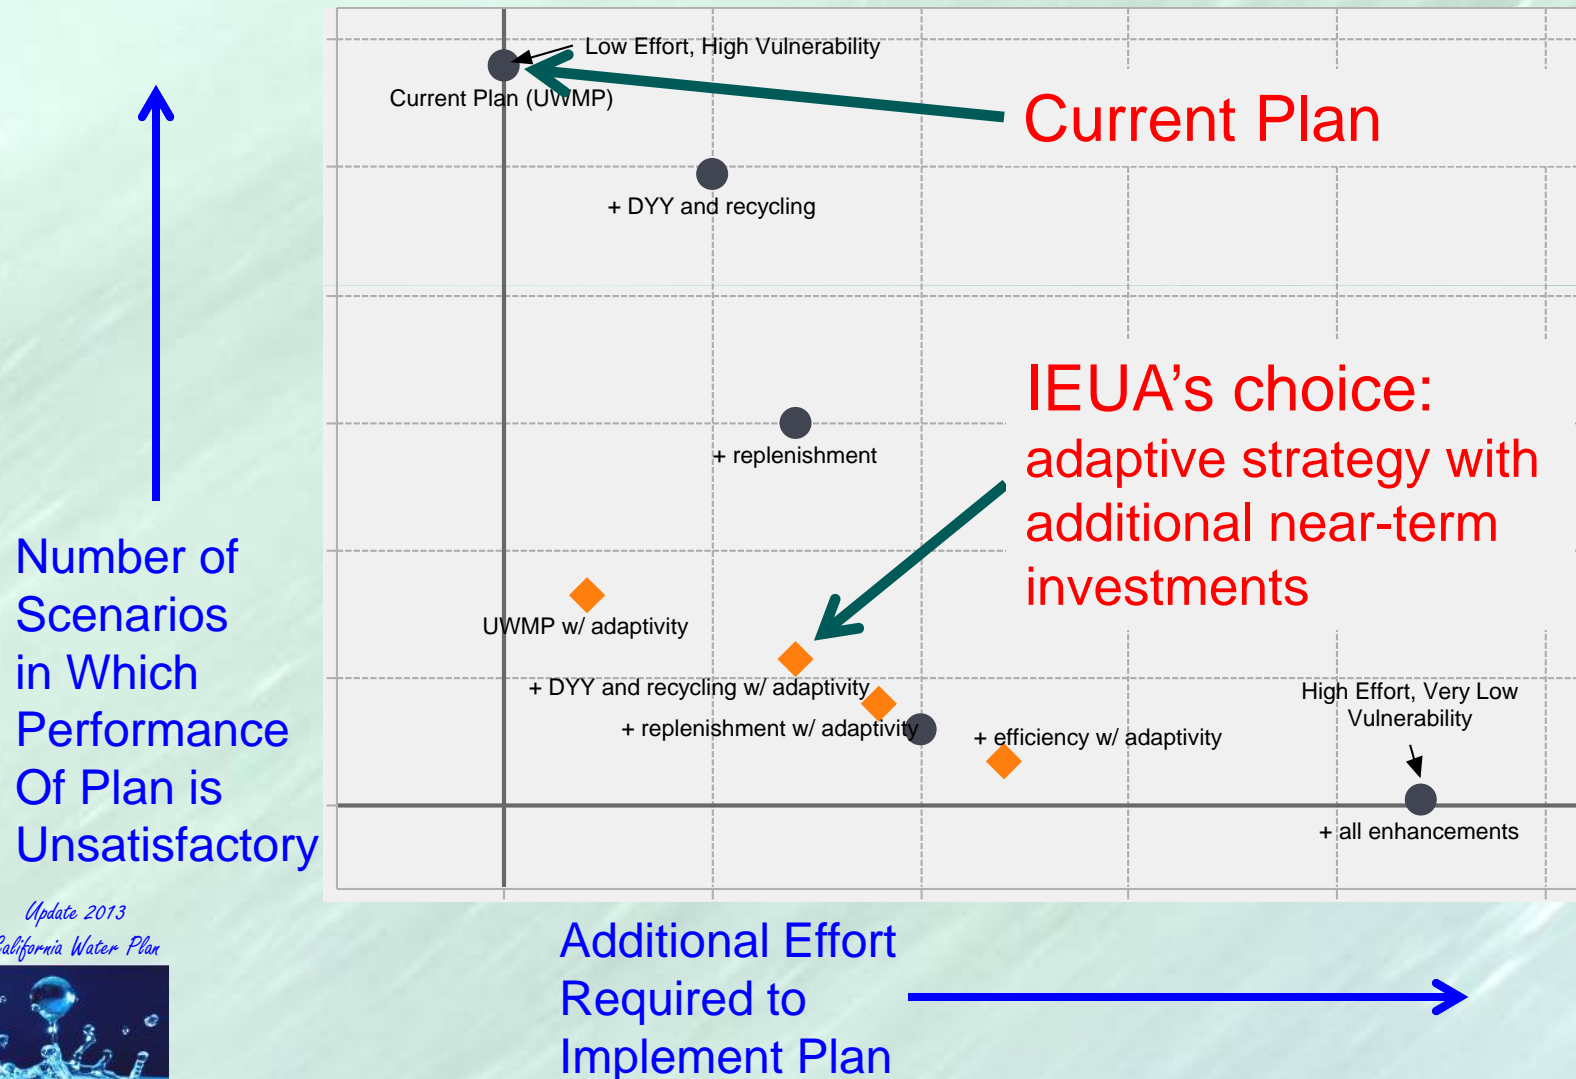 Low Effort, High Vulnerability
Current Plan (UWMP)
Current Plan
+ DYY and recycling
IEUA’s choice:
adaptive strategy with
additional near-term
investments
+ replenishment
Number of
Scenarios
in Which
Performance
Of Plan is
Unsatisfactory
UWMP w/ adaptivity
+ DYY and recycling w/ adaptivity
+ replenishment w/ adaptivity
+ efficiency w/ adaptivity
High Effort, Very Low
Vulnerability
+ all enhancements
Update 2013
California Water Plan
Additional Effort
Required to
Implement Plan